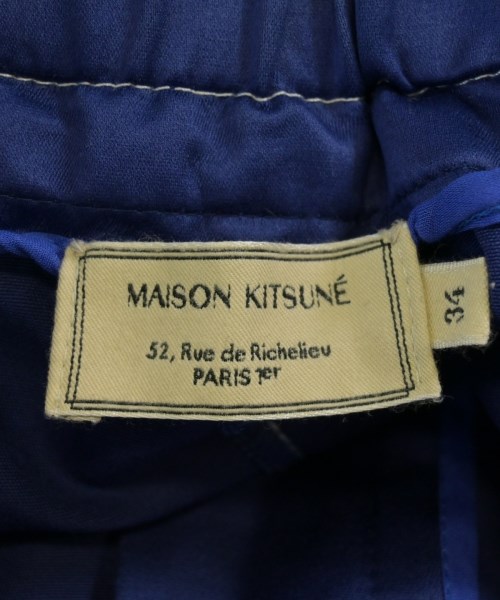 MAISON KITSUNÉ
52, Rue de Richelieu
PARIS 1er
34